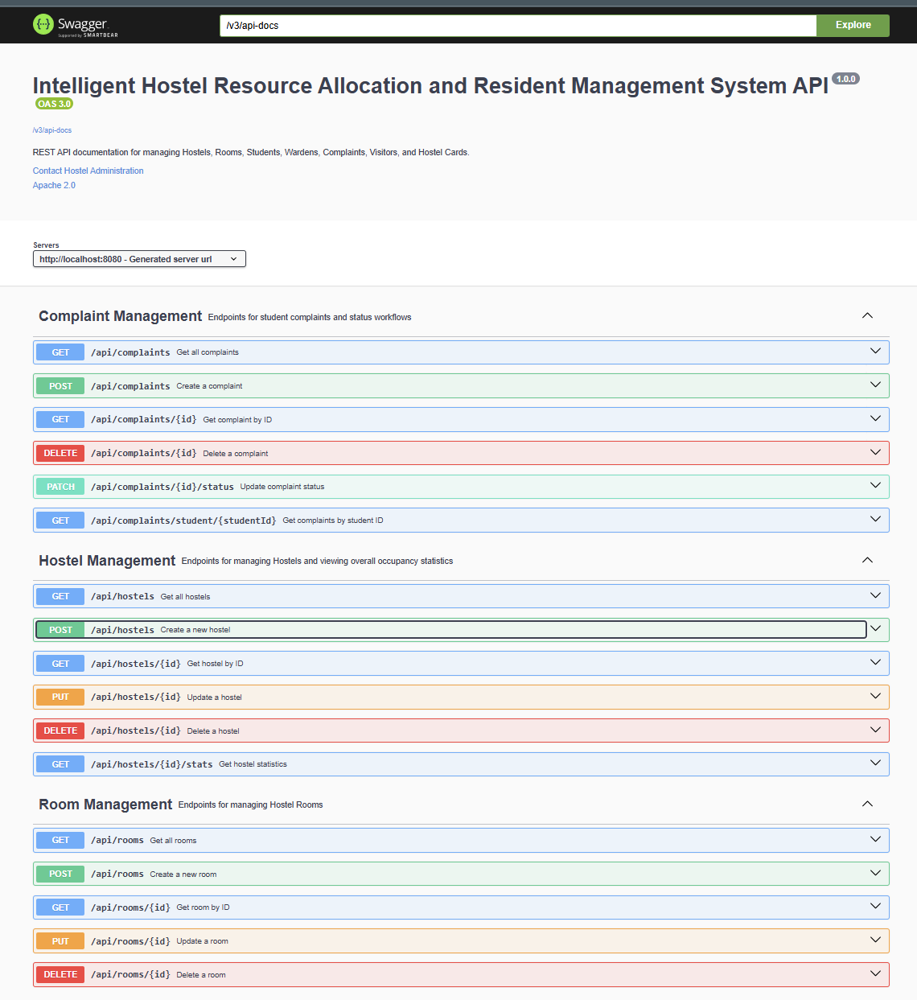 Swagger
Supported by SMARTBEAR
/v3/api-docs
Explore
Intelligent Hostel Resource Allocation and Resident Management System API 1.0.0
OAS 3.0
/v3/api-docs
REST API documentation for managing Hostels, Rooms, Students, Wardens, Complaints, Visitors, and Hostel Cards.
Contact Hostel Administration
Apache 2.0
Servers
http://localhost:8080 - Generated server url
Complaint Management Endpoints for student complaints and status workflows
GET /api/complaints Get all complaints
POST /api/complaints Create a complaint
GET /api/complaints/{id} Get complaint by ID
DELETE /api/complaints/{id} Delete a complaint
PATCH /api/complaints/{id}/status Update complaint status
GET /api/complaints/student/{studentId} Get complaints by student ID
Hostel Management Endpoints for managing Hostels and viewing overall occupancy statistics
GET /api/hostels Get all hostels
POST /api/hostels Create a new hostel
GET /api/hostels/{id} Get hostel by ID
PUT /api/hostels/{id} Update a hostel
DELETE /api/hostels/{id} Delete a hostel
GET /api/hostels/{id}/stats Get hostel statistics
Room Management Endpoints for managing Hostel Rooms
GET /api/rooms Get all rooms
POST /api/rooms Create a new room
GET /api/rooms/{id} Get room by ID
PUT /api/rooms/{id} Update a room
DELETE /api/rooms/{id} Delete a room